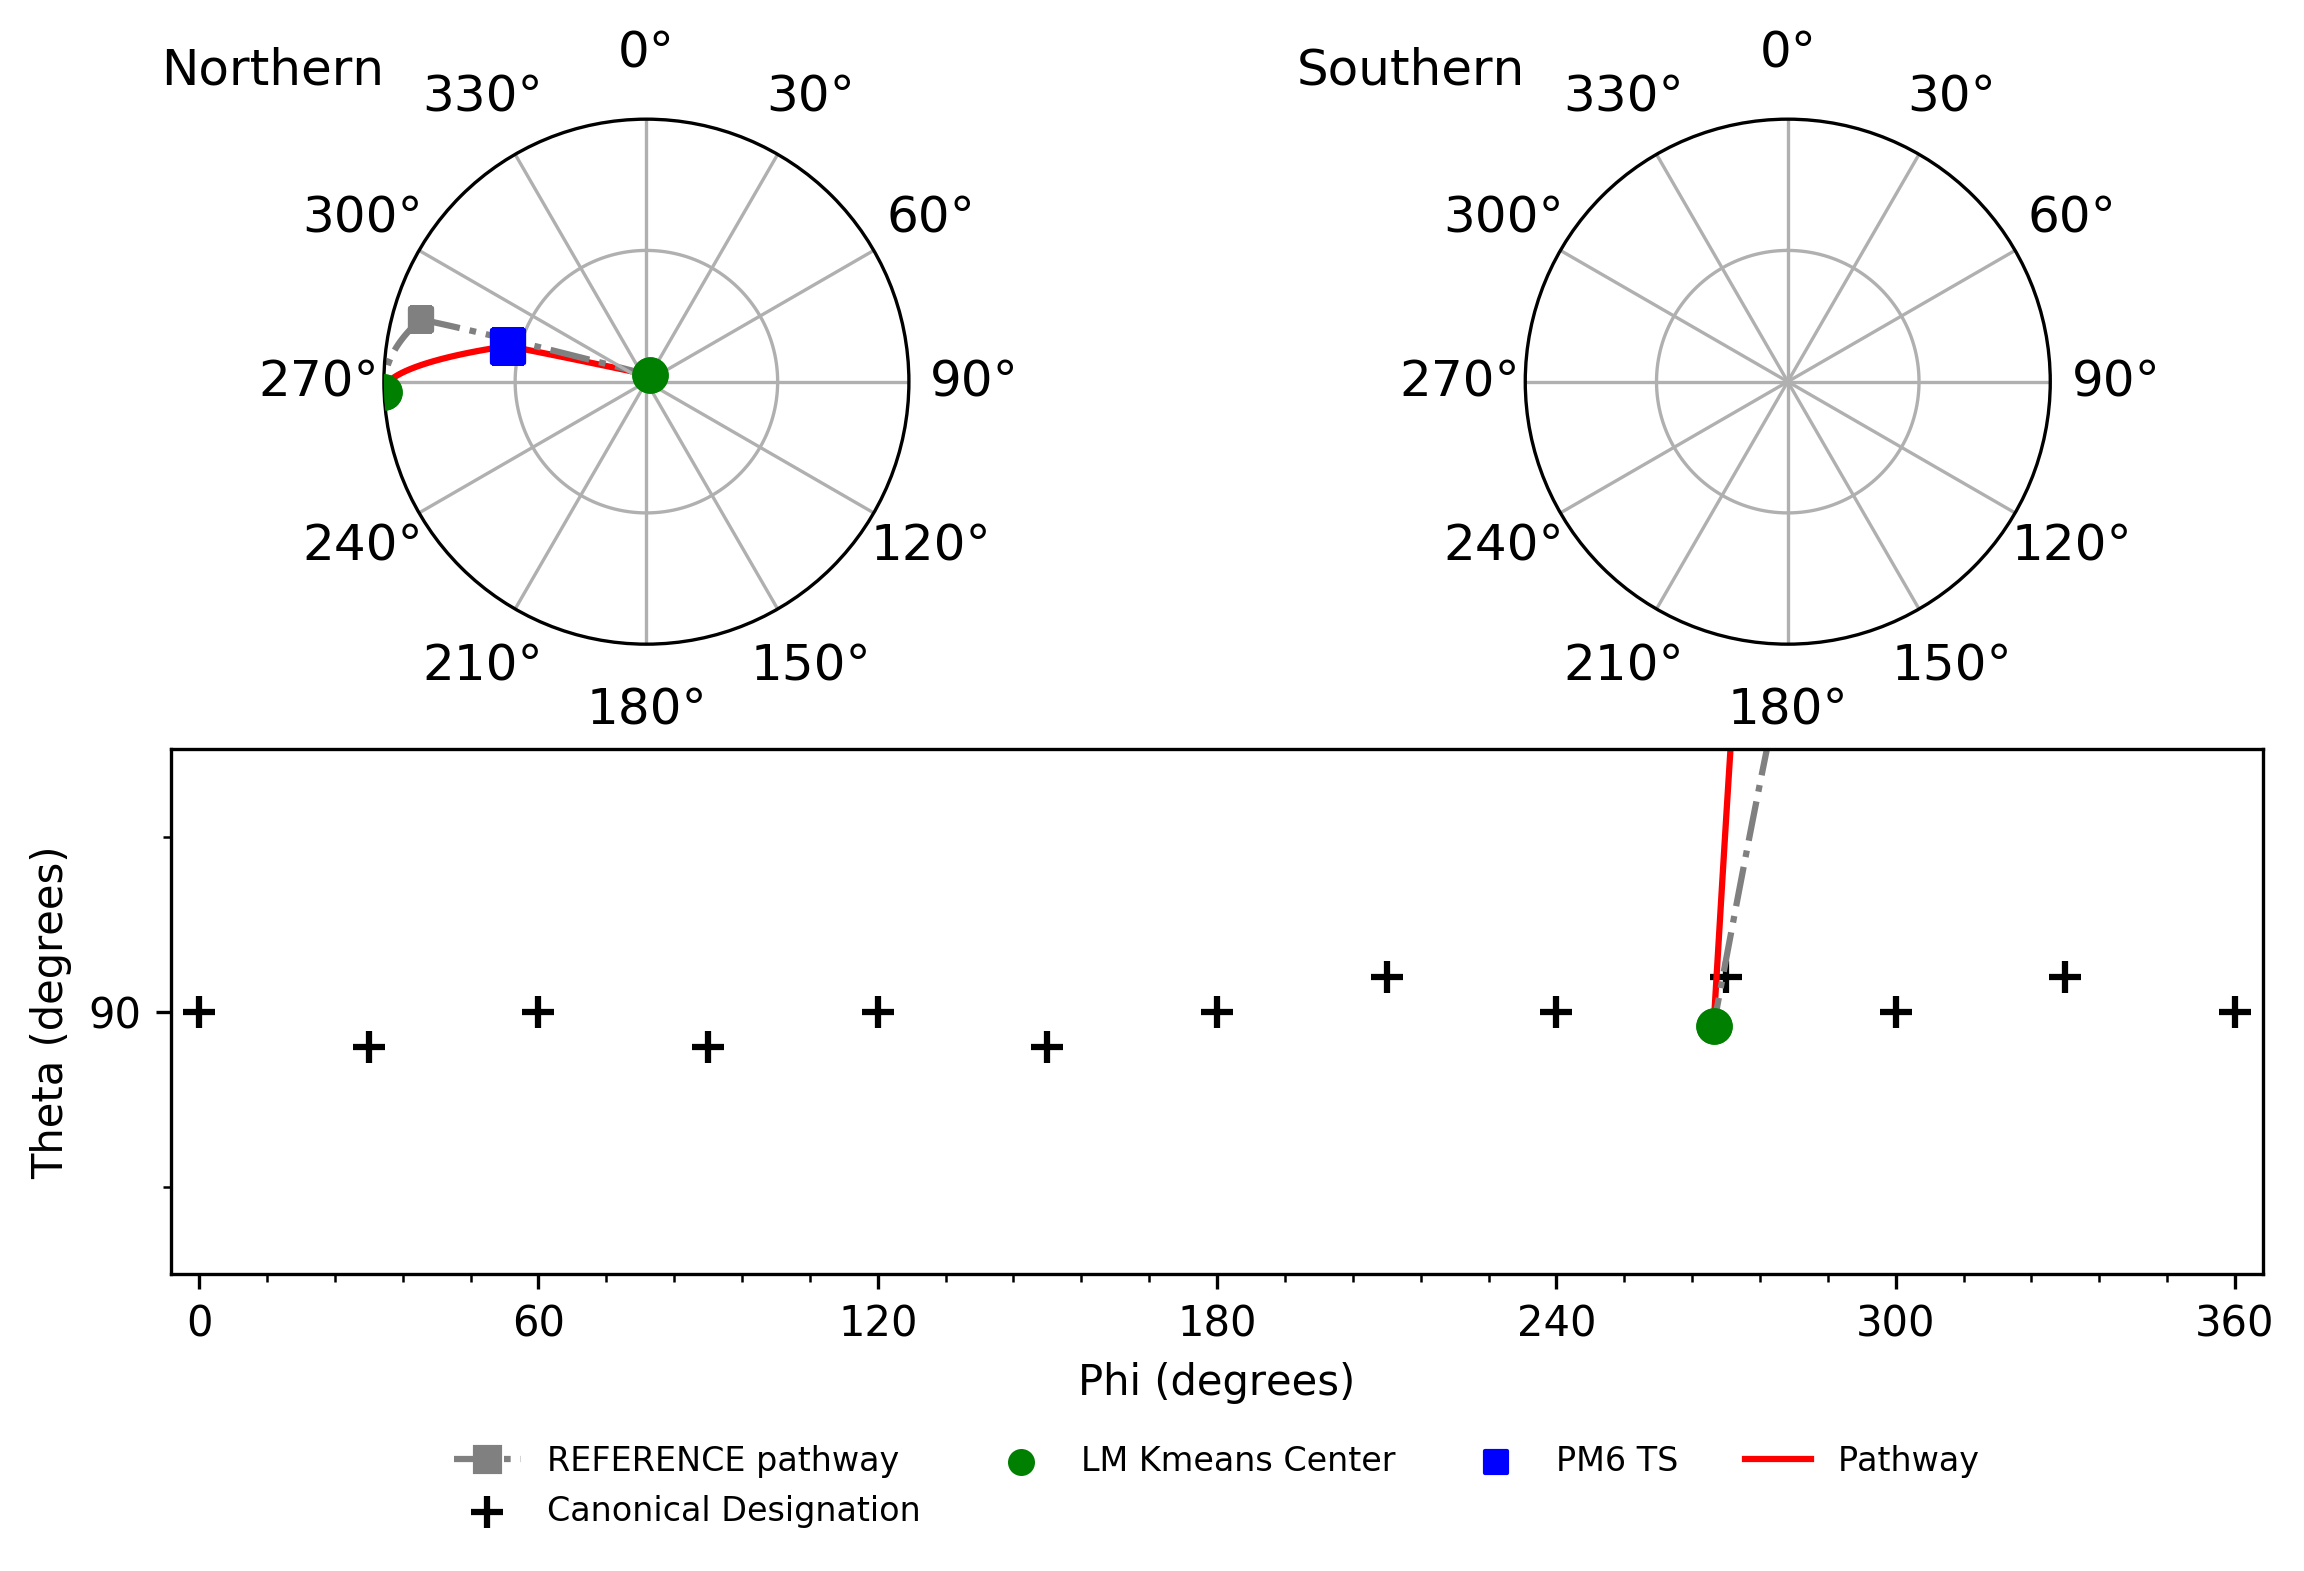 Northern
0°
30°
60°
90°
120°
150°
180°
210°
240°
270°
300°
330°
Southern
0°
30°
60°
90°
120°
150°
180°
210°
240°
270°
300°
330°
Theta (degrees)
90
0 60 120 180 240 300 360
Phi (degrees)
REFERENCE pathway
Canonical Designation
LM Kmeans Center
PM6 TS
Pathway